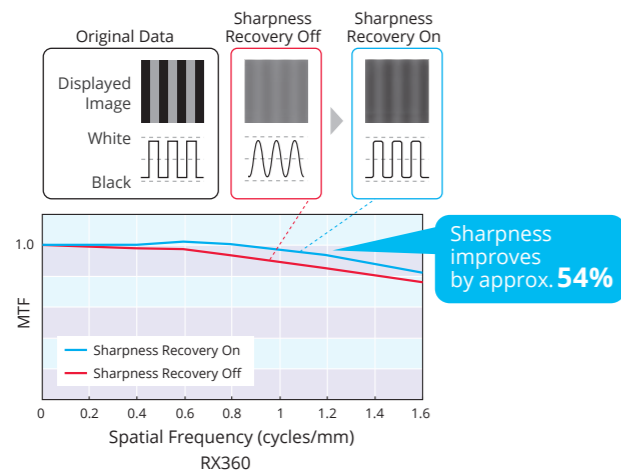 Original Data
Sharpness
Recovery Off
Sharpness
Recovery On
Displayed
Image
White
Black
1.0
MTF
Sharpness
improves
by approx. 54%
Sharpness Recovery On
Sharpness Recovery Off
0 0.2 0.4 0.6 0.8 1 1.2 1.4 1.6
Spatial Frequency (cycles/mm)
RX360